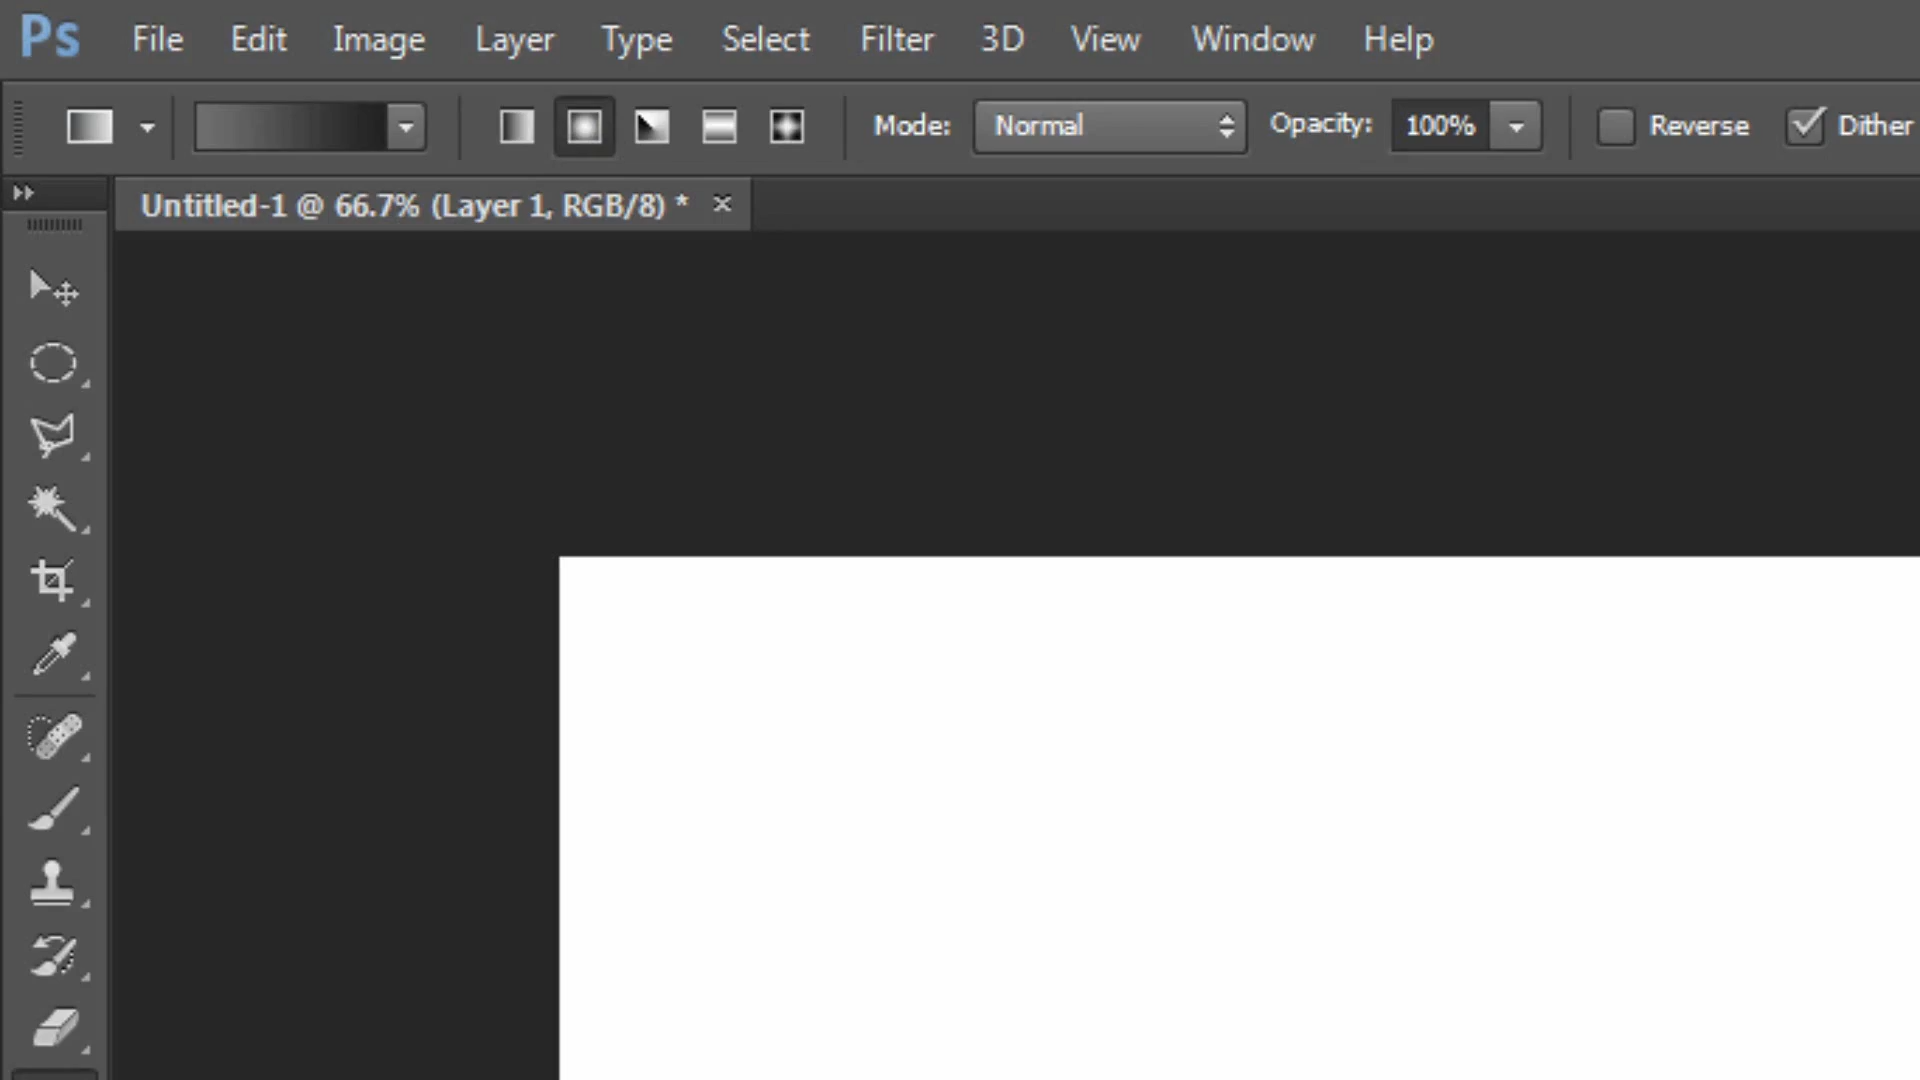 Ps File Edit Image Layer Type Select Filter 3D View Window Help
Mode: Normal Opacity: 100% Reverse Dither
Untitled-1 @ 66.7% (Layer 1, RGB/8) *